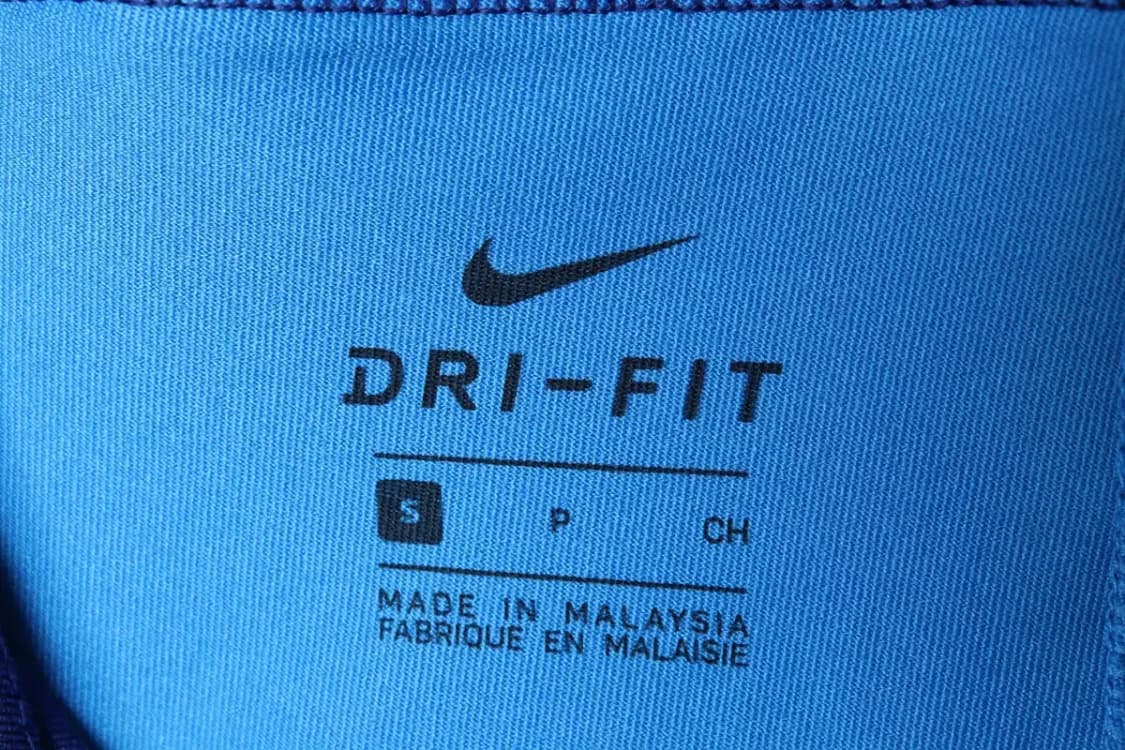 DRI-FIT
S P CH
MADE IN MALAYSIA
FABRIQUE EN MALAISIE